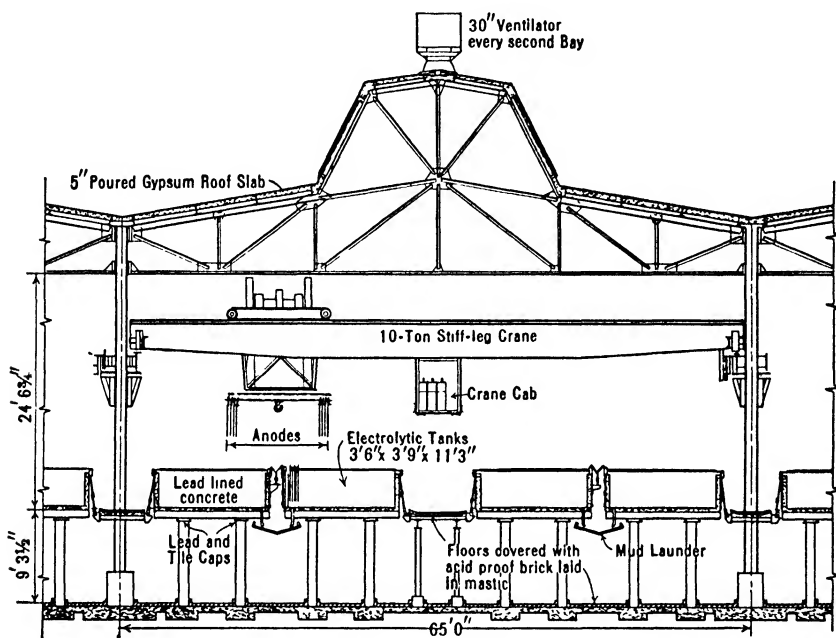 30" Ventilator
every second Bay
5" Poured Gypsum Roof Slab
10-Ton Stiff-leg Crane
24' 6¾"
Crane Cab
Anodes
Electrolytic Tanks
3'6" x 3'9" x 11'3"
Lead lined
concrete
Lead and
Tile Caps
Floors covered with
acid proof brick laid
In mastic
Mud Launder
9' 3½"
65'0"